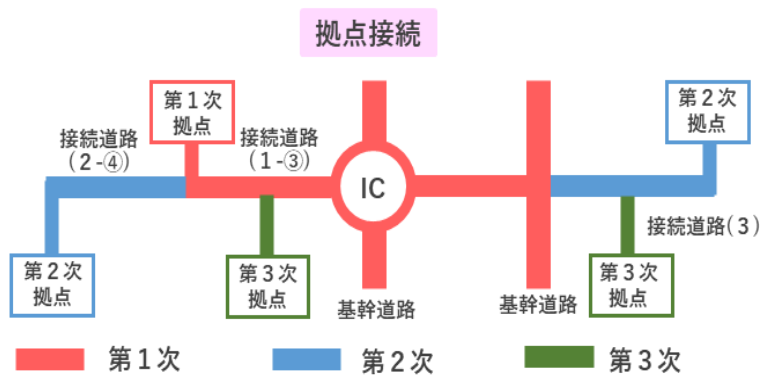 拠点接続
第1次
拠点
接続道路
(2-④)
接続道路
(1-③)
第2次
拠点
IC
接続道路(3)
第2次
拠点
第3次
拠点
第3次
拠点
基幹道路
基幹道路
第1次
第2次
第3次